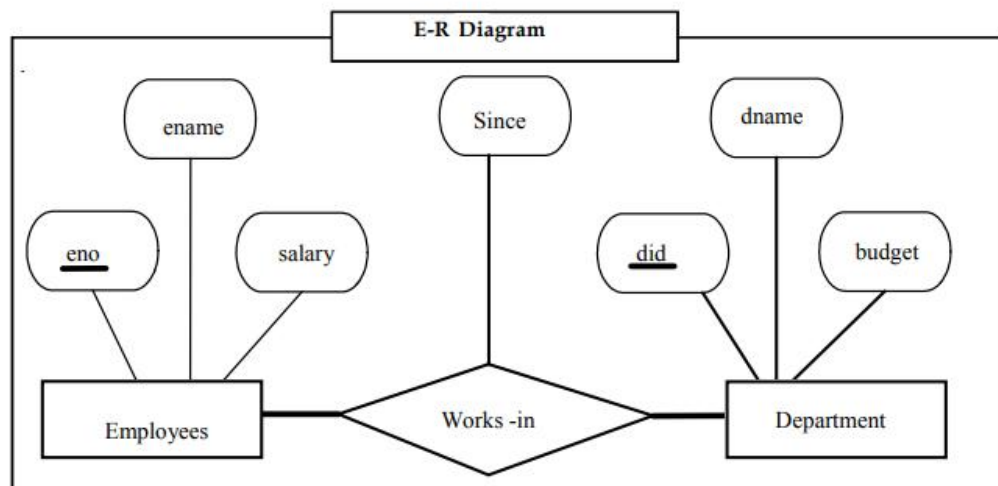 E-R Diagram
ename
Since
dname
eno
salary
did
budget
Employees
Works -in
Department